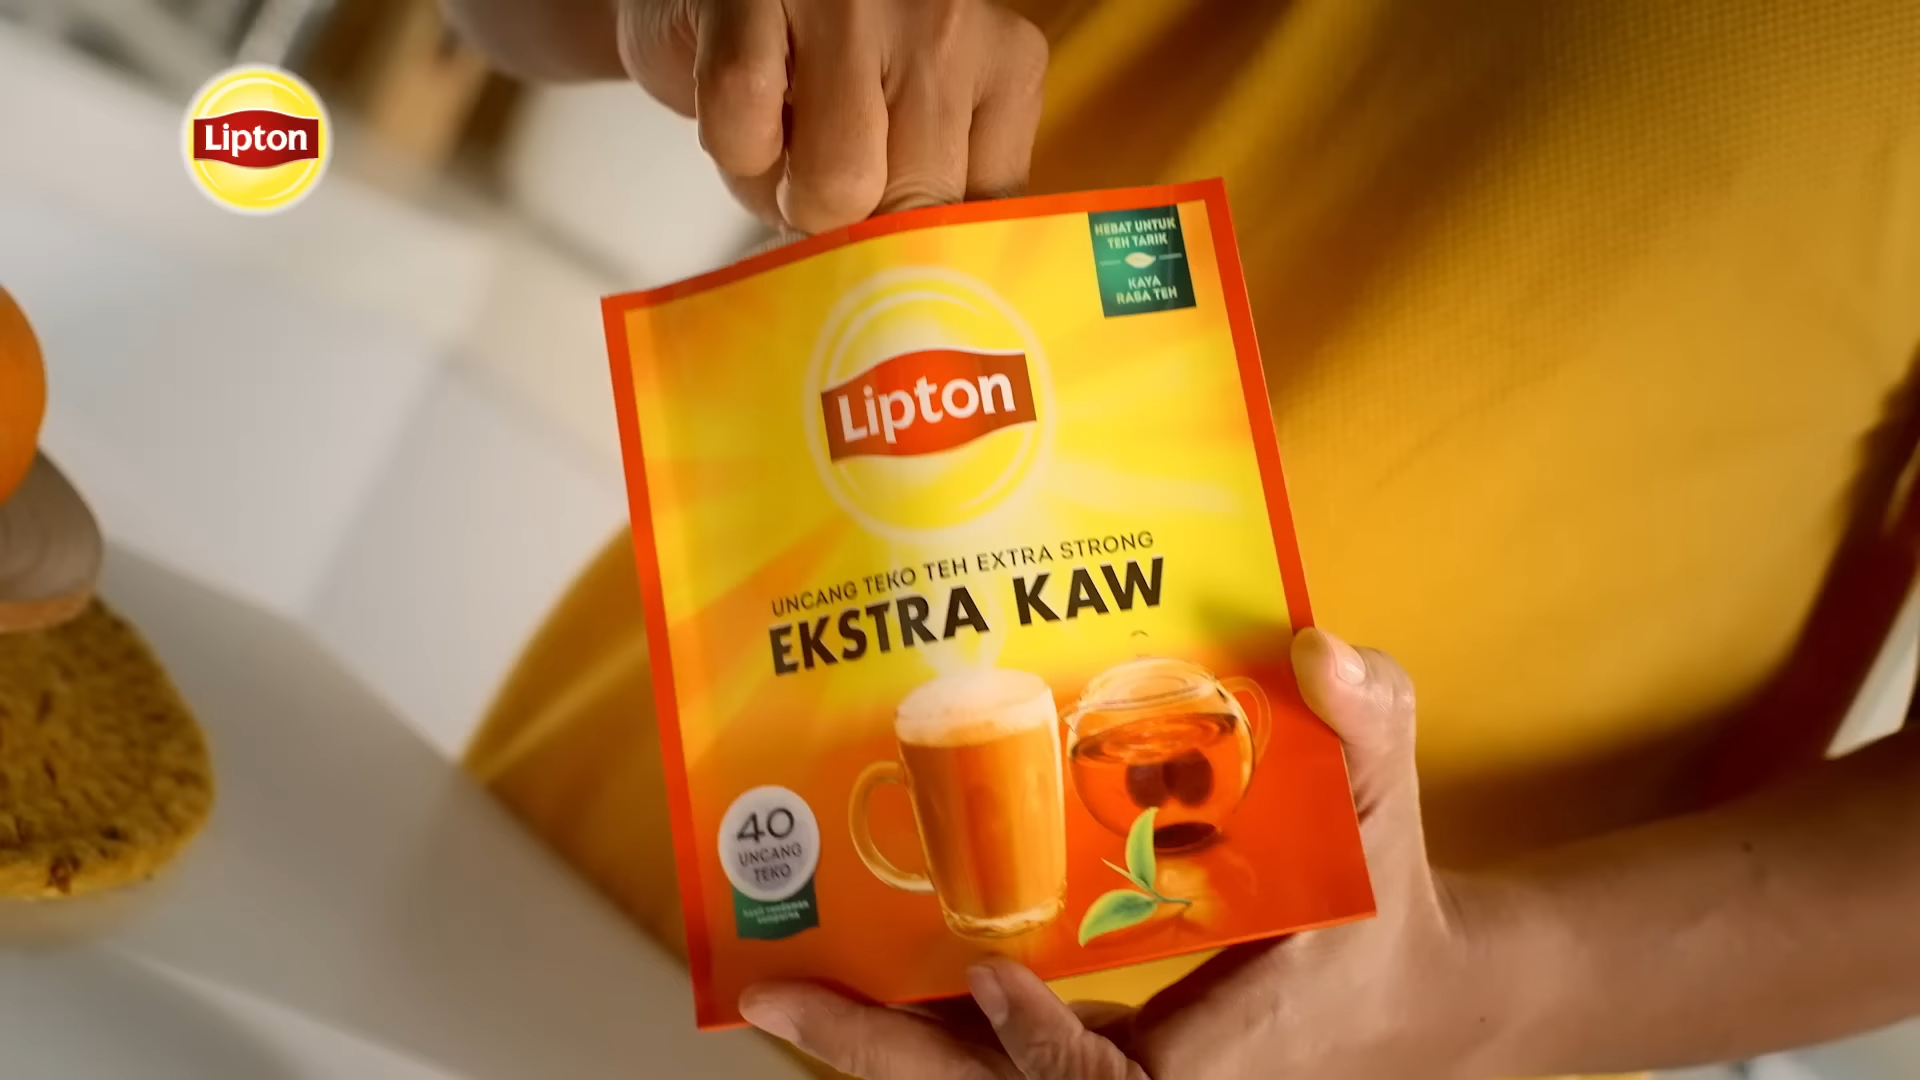 Lipton
HEBAT UNTUK
TEH TARIK
KAYA
RASA TEH
Lipton
UNCANG TEKO TEH EXTRA STRONG
EKSTRA KAW
40
UNCANG
TEKO